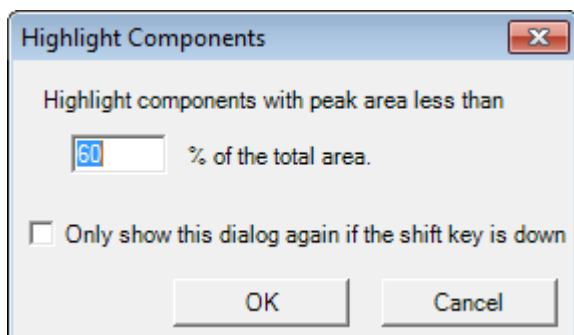 Highlight Components
Highlight components with peak area less than
60 % of the total area.
Only show this dialog again if the shift key is down
OK Cancel